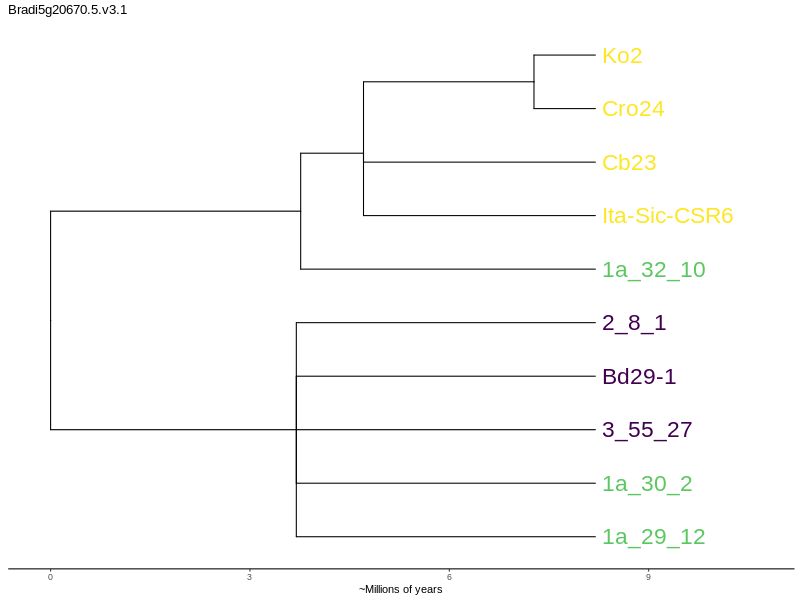 Bradi5g20670.5.v3.1
Ko2
Cro24
Cb23
Ita-Sic-CSR6
1a_32_10
2_8_1
Bd29-1
3_55_27
1a_30_2
1a_29_12
0 3 6 9
~Millions of years